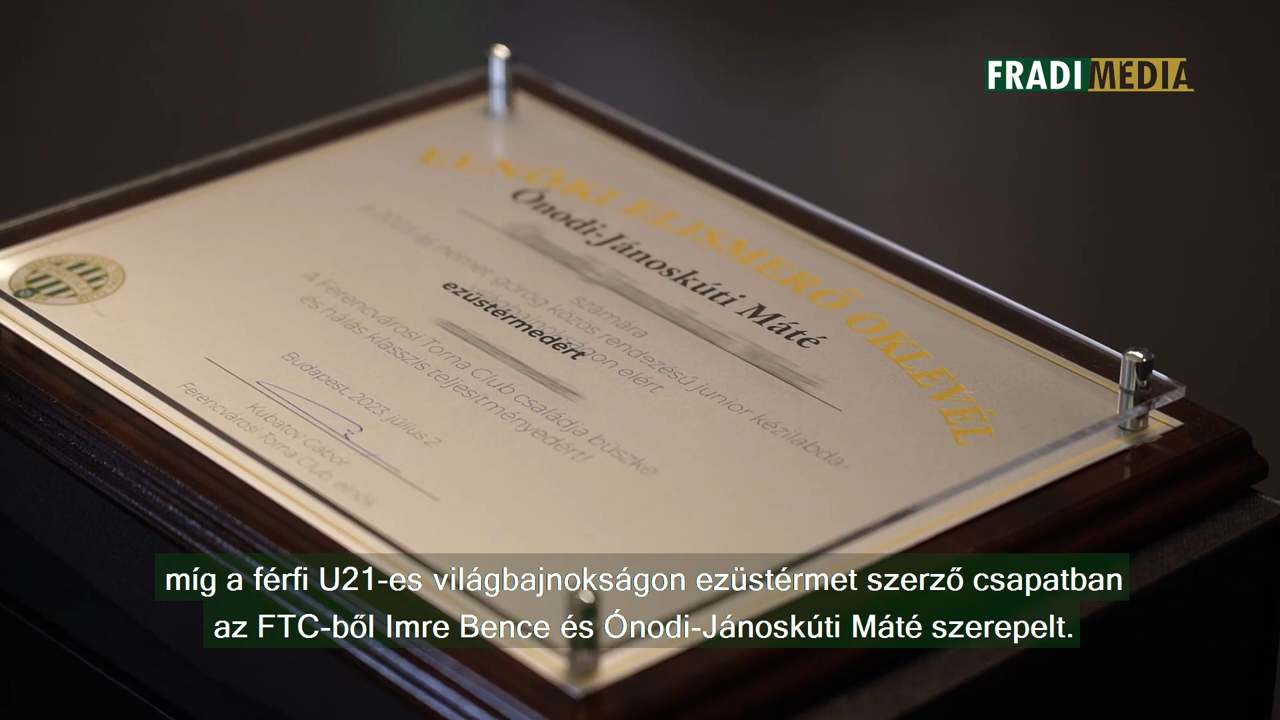 FRADIMEDIA
ELNÖKI ELISMERŐ OKLEVÉL
Ónodi-Jánoskúti Máté
számára
a 2023-as német-görög közös rendezésű junior kézilabda-
világbajnokságon elért
ezüstérmedért
A Ferencvárosi Torna Club családja büszke
és hálás klasszis teljesítményedért!
Budapest, 2023. július 2.
Kubatov Gábor
Ferencvárosi Torna Club elnök
míg a férfi U21-es világbajnokságon ezüstérmet szerző csapatban
az FTC-ből Imre Bence és Ónodi-Jánoskúti Máté szerepelt.